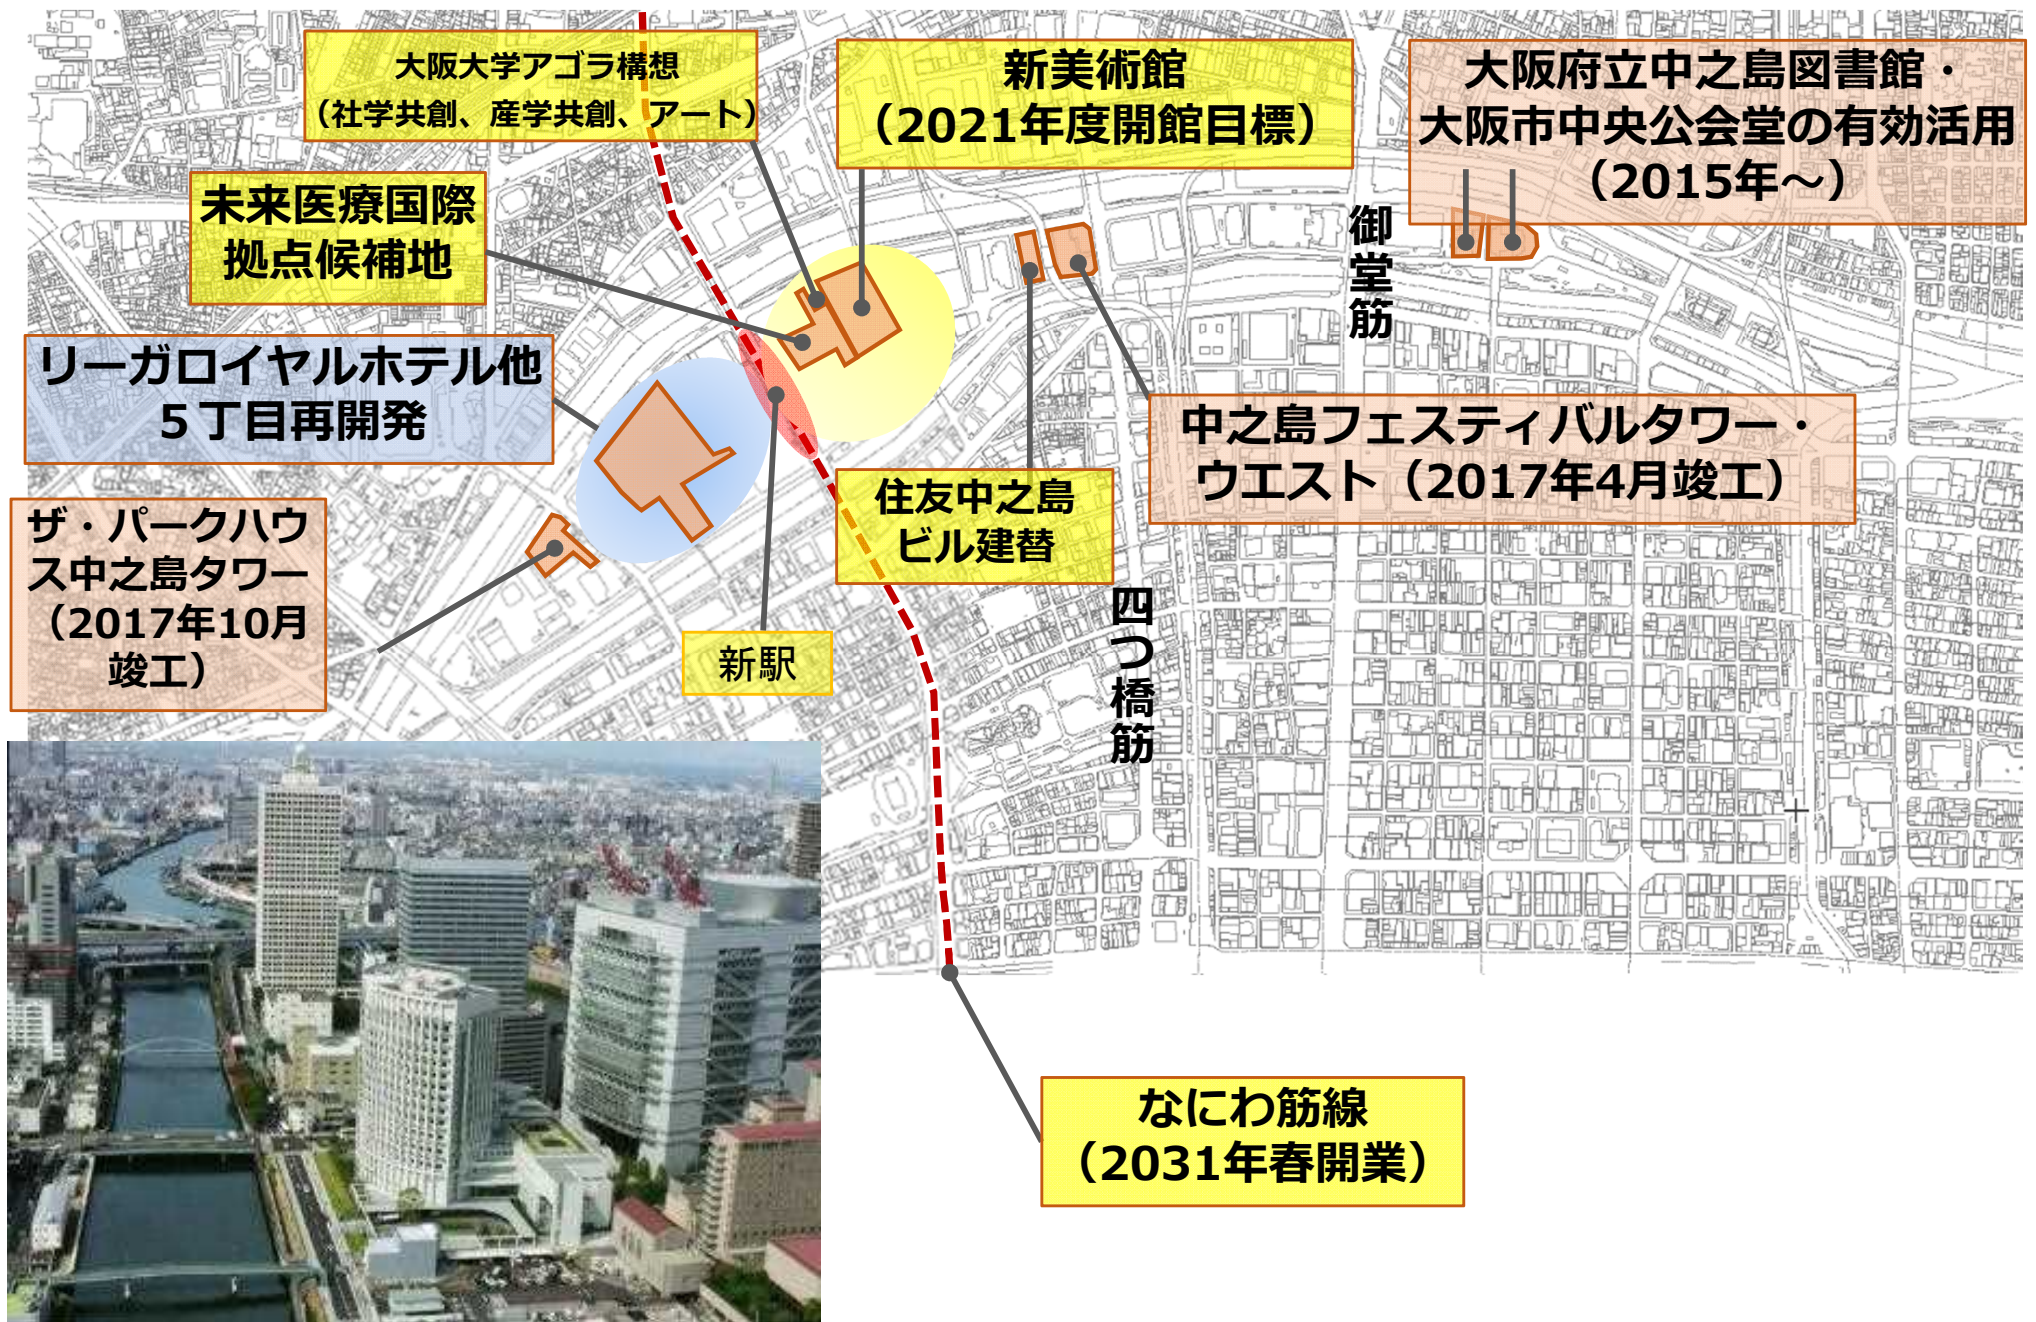 大阪大学アゴラ構想
（社学共創、産学共創、アート）
新美術館
（2021年度開館目標）
大阪府立中之島図書館・
大阪市中央公会堂の有効活用
（2015年～）
未来医療国際
拠点候補地
御堂筋
リーガロイヤルホテル他
５丁目再開発
中之島フェスティバルタワー・
ウエスト（2017年4月竣工）
住友中之島
ビル建替
ザ・パークハウ
ス中之島タワー
（2017年10月
竣工）
新駅
四つ橋筋
なにわ筋線
（2031年春開業）